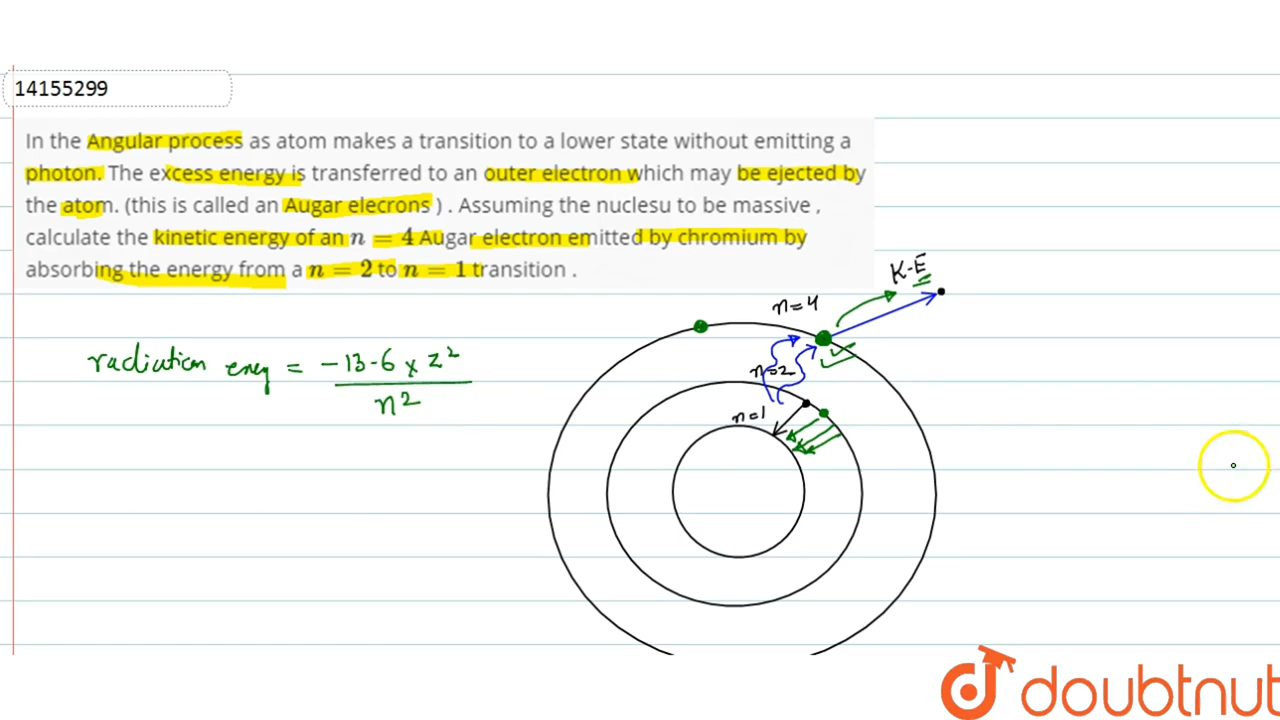 14155299
In the Angular process as atom makes a transition to a lower state without emitting a
photon. The excess energy is transferred to an outer electron which may be ejected by
the atom. (this is called an Augar elecrons ) . Assuming the nuclesu to be massive ,
calculate the kinetic energy of an n = 4 Augar electron emitted by chromium by
absorbing the energy from a n = 2 to n = 1 transition .
K-E
n=4
radiation energ = -13-6 x z²
n²
n=2
n=1
doubtnut